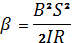 β = B²S² / 2IR